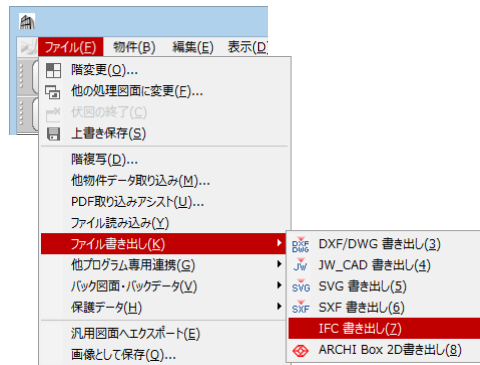 ファイル(F) 物件(B) 編集(E) 表示(D
階変更(O)...
他の処理図面に変更(F)...
伏図の終了(C)
上書き保存(S)
階複写(D)...
他物件データ取り込み(M)...
PDF取り込みアシスト(U)...
ファイル読み込み(Y)
ファイル書き出し(K)
DXF DWG DXF/DWG 書き出し(3)
他プログラム専用連携(G)
JW JW_CAD 書き出し(4)
バック図面・バックデータ(V)
SVG SVG 書き出し(5)
保護データ(H)
SXF SXF 書き出し(6)
汎用図面へエクスポート(E)
IFC 書き出し(7)
画像として保存(Q)...
ARCHI Box 2D書き出し(8)